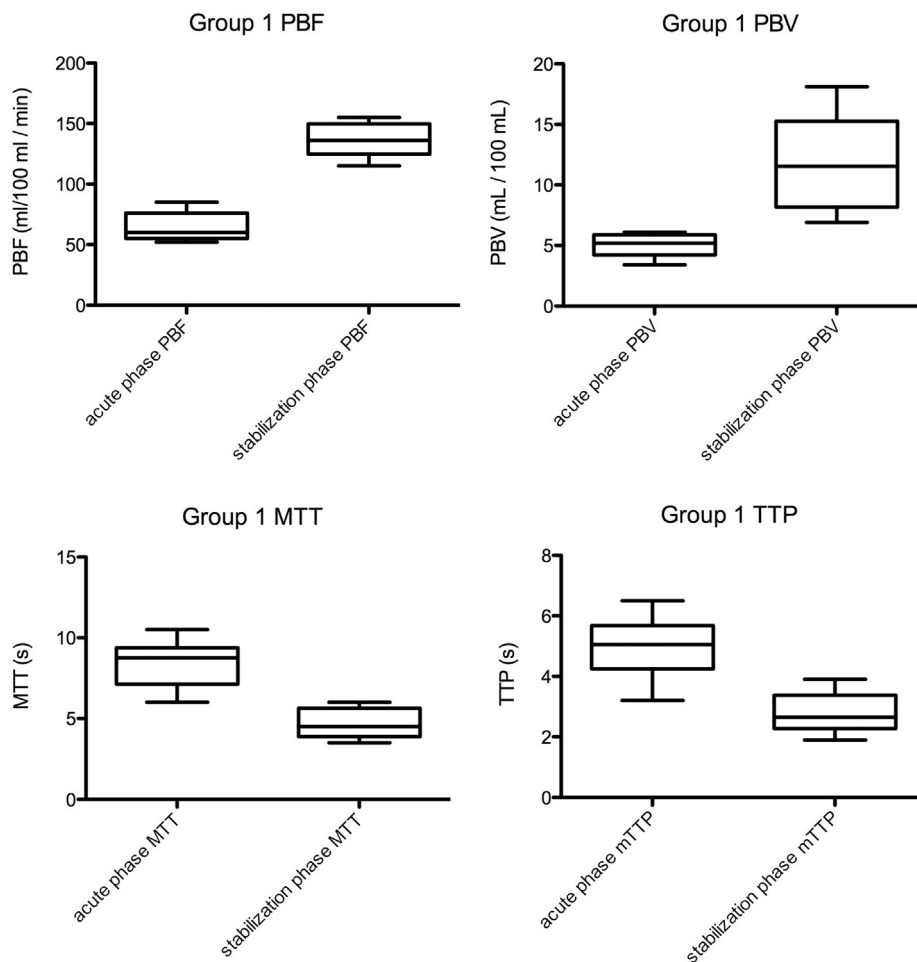 Group 1 PBF
PBF (ml/100 ml / min)
200
150
100
50
0
acute phase PBF
stabilization phase PBF
Group 1 PBV
PBV (mL / 100 mL)
20
15
10
5
0
acute phase PBV
stabilization phase PBV
Group 1 MTT
MTT (s)
15
10
5
0
acute phase MTT
stabilization phase MTT
Group 1 TTP
TTP (s)
8
6
4
2
0
acute phase mTTP
stabilization phase mTTP